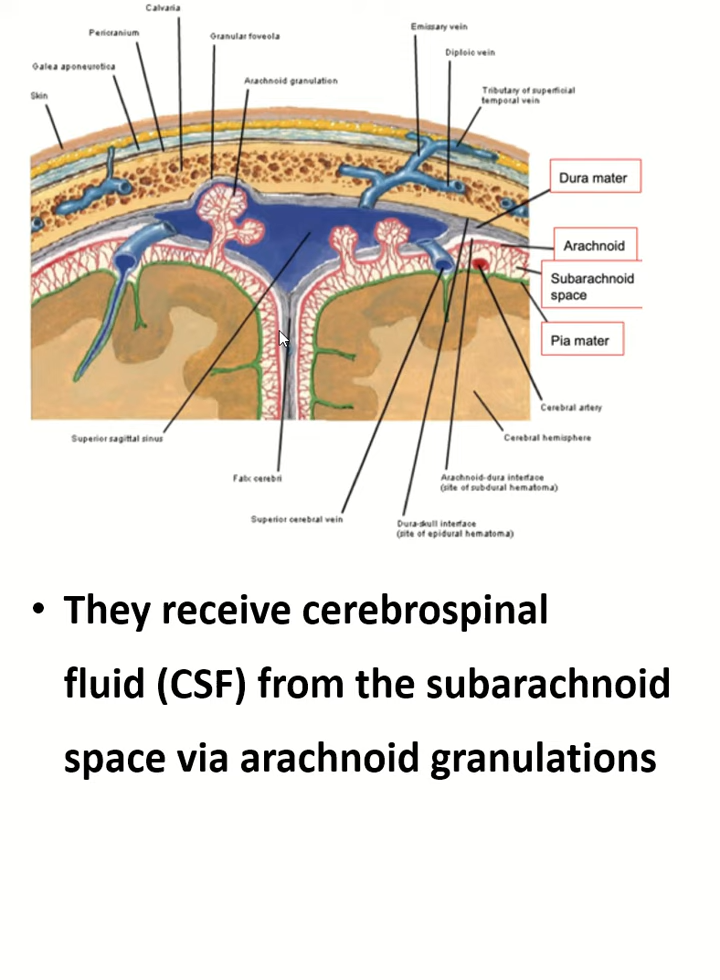 Calvaria
Pericranium
Granular foveola
Emissary vein
Diploic vein
Galea aponeurotica
Arachnoid granulation
Skin
Tributary of superficial
temporal vein
Dura mater
Arachnoid
Subarachnoid
space
Pia mater
Cerebral artery
Cerebral hemisphere
Superior sagittal sinus
Falx cerebri
Arachnoid-dura interface
(site of subdural hematoma)
Superior cerebral vein
Dura-skull interface
(site of epidural hematoma)
• They receive cerebrospinal
fluid (CSF) from the subarachnoid
space via arachnoid granulations